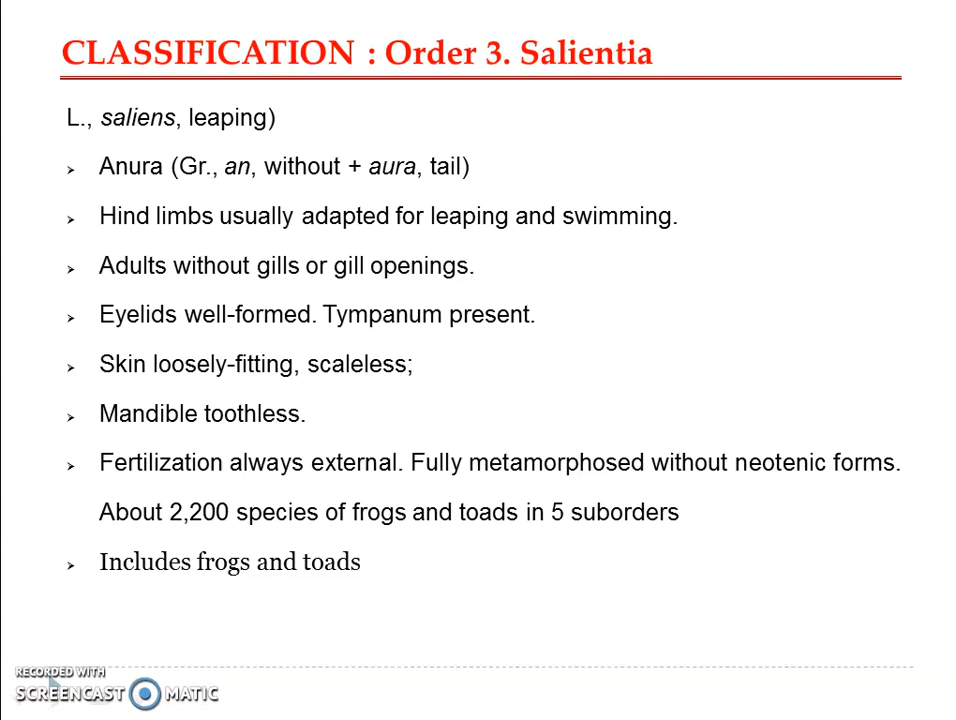 CLASSIFICATION : Order 3. Salientia
L., saliens, leaping)
Anura (Gr., an, without + aura, tail)
Hind limbs usually adapted for leaping and swimming.
Adults without gills or gill openings.
Eyelids well-formed. Tympanum present.
Skin loosely-fitting, scaleless;
Mandible toothless.
Fertilization always external. Fully metamorphosed without neotenic forms.
About 2,200 species of frogs and toads in 5 suborders
Includes frogs and toads
RECORDED WITH
SCREENCAST MATIC